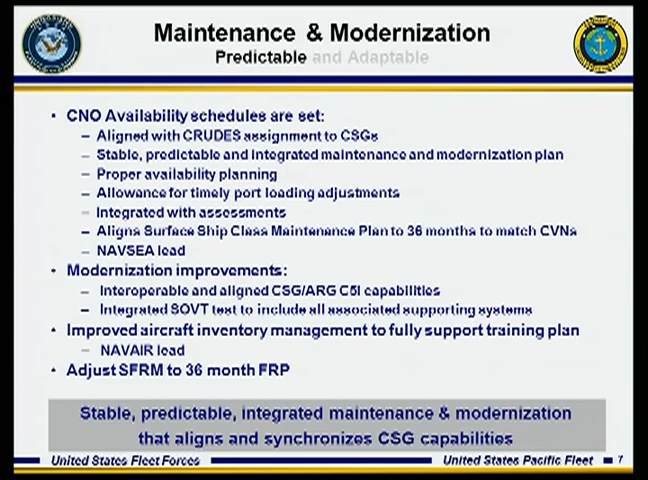 Maintenance & Modernization
Predictable and Adaptable
• CNO Availability schedules are set:
– Aligned with CRUDES assignment to CSGs
– Stable, predictable and integrated maintenance and modernization plan
– Proper availability planning
– Allowance for timely port loading adjustments
– Integrated with assessments
– Aligns Surface Ship Class Maintenance Plan to 36 months to match CVNs
– NAVSEA lead
• Modernization improvements:
– Interoperable and aligned CSG/ARG C5I capabilities
– Integrated SOVT test to include all associated supporting systems
• Improved aircraft inventory management to fully support training plan
– NAVAIR lead
• Adjust SFRM to 36 month FRP
Stable, predictable, integrated maintenance & modernization
that aligns and synchronizes CSG capabilities
United States Fleet Forces
United States Pacific Fleet
7